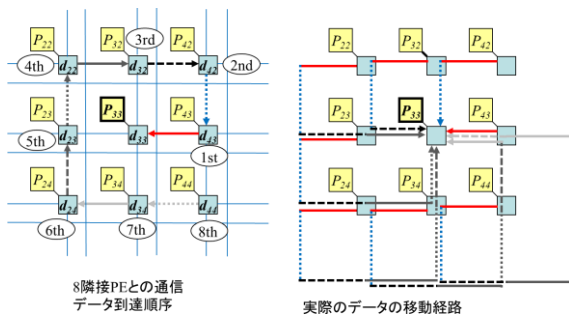 P22 P32 3rd P42
4th d22 d32 d42 2nd
P23 P33 P43
5th d23 d33 d43
1st
P24 P34 P44
d24 d34 d44
6th 7th 8th
8隣接PEとの通信
データ到達順序
P22 P32 P42
P23 P33 P43
P24 P34 P44
実際のデータの移動経路